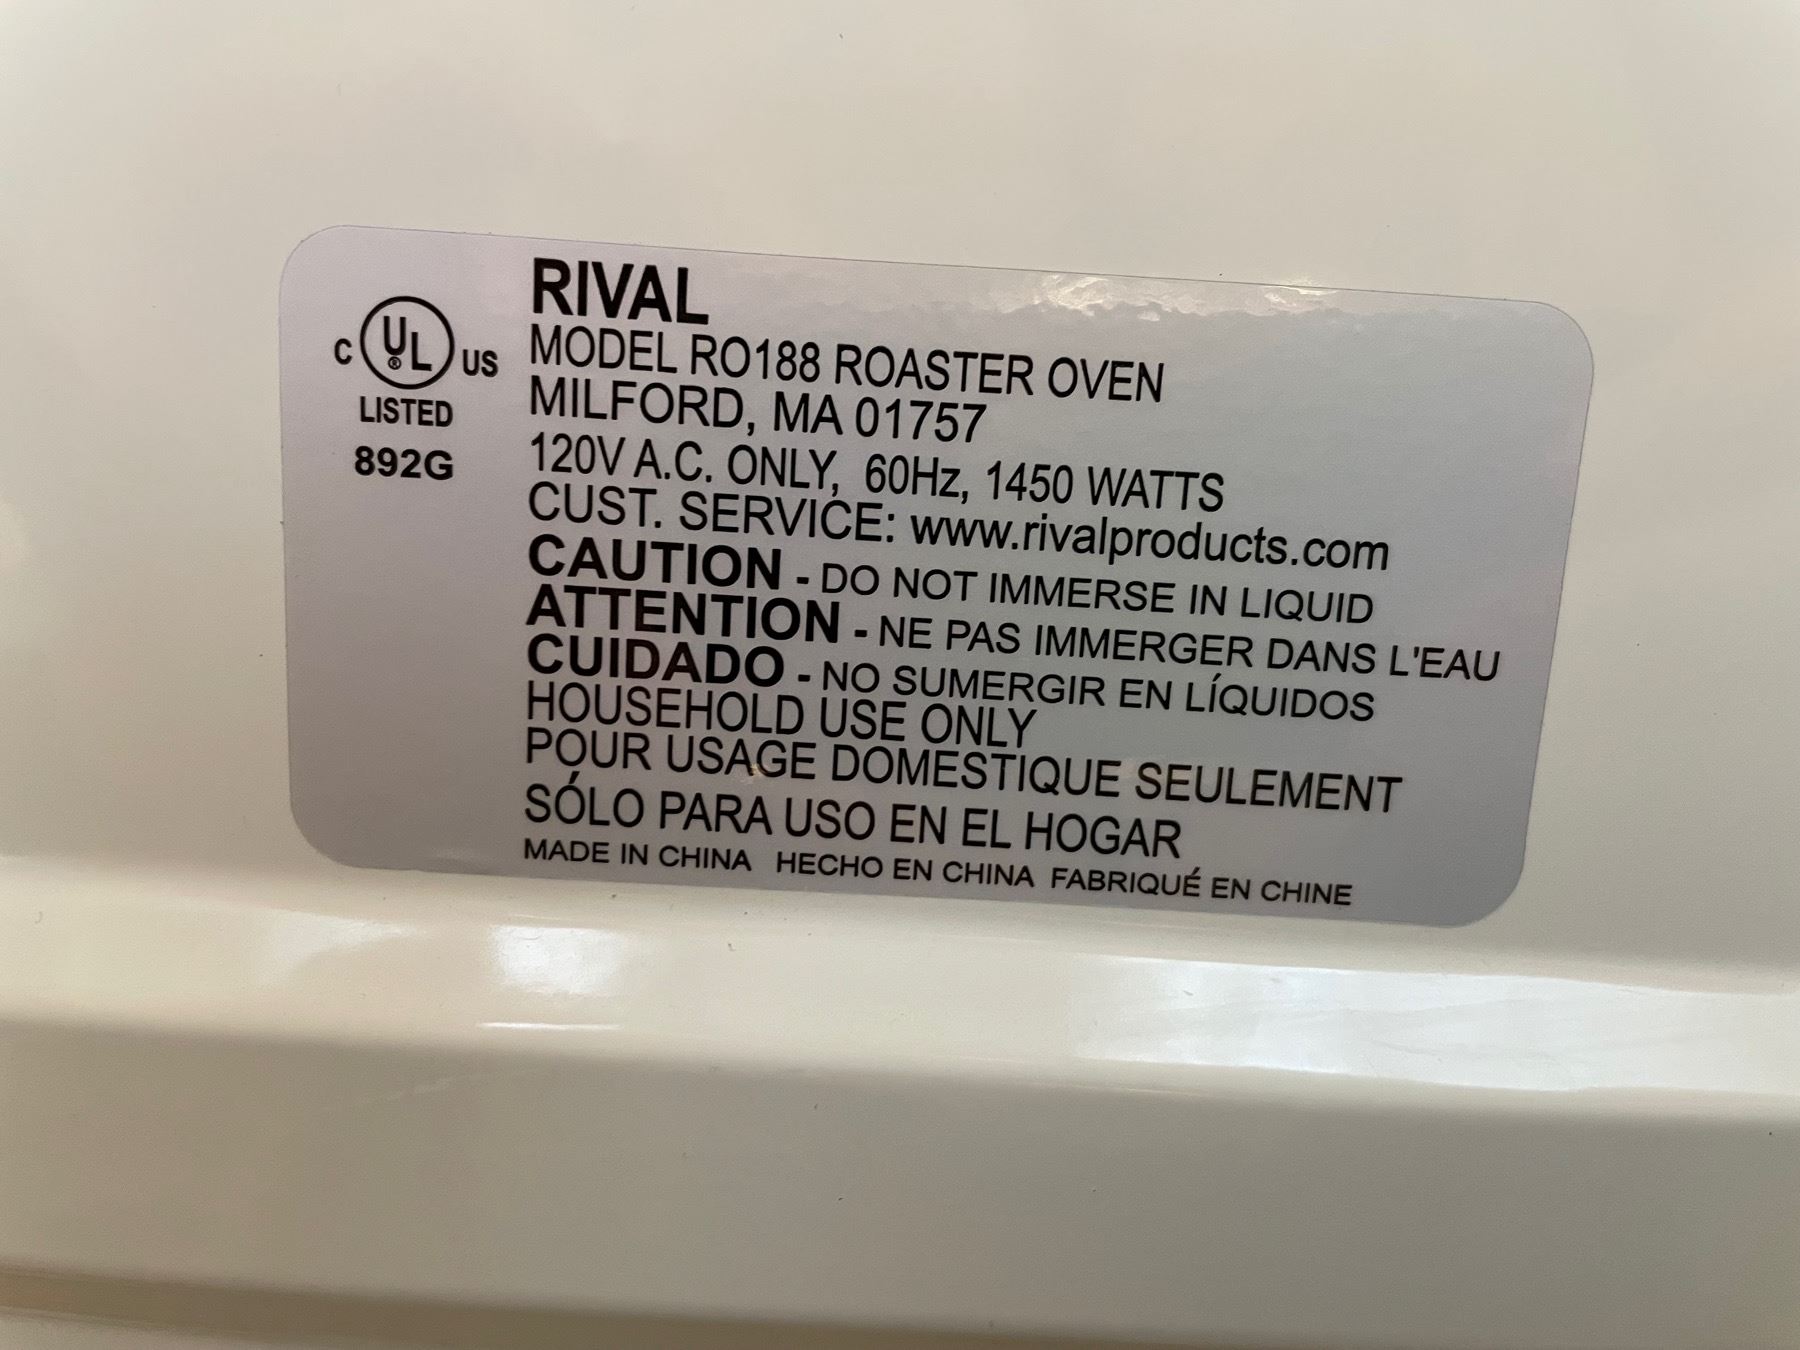 C UL® US
LISTED
892G
RIVAL
MODEL RO188 ROASTER OVEN
MILFORD, MA 01757
120V A.C. ONLY, 60Hz, 1450 WATTS
CUST. SERVICE: www.rivalproducts.com
CAUTION - DO NOT IMMERSE IN LIQUID
ATTENTION - NE PAS IMMERGER DANS L'EAU
CUIDADO - NO SUMERGIR EN LÍQUIDOS
HOUSEHOLD USE ONLY
POUR USAGE DOMESTIQUE SEULEMENT
SÓLO PARA USO EN EL HOGAR
MADE IN CHINA HECHO EN CHINA FABRIQUÉ EN CHINE